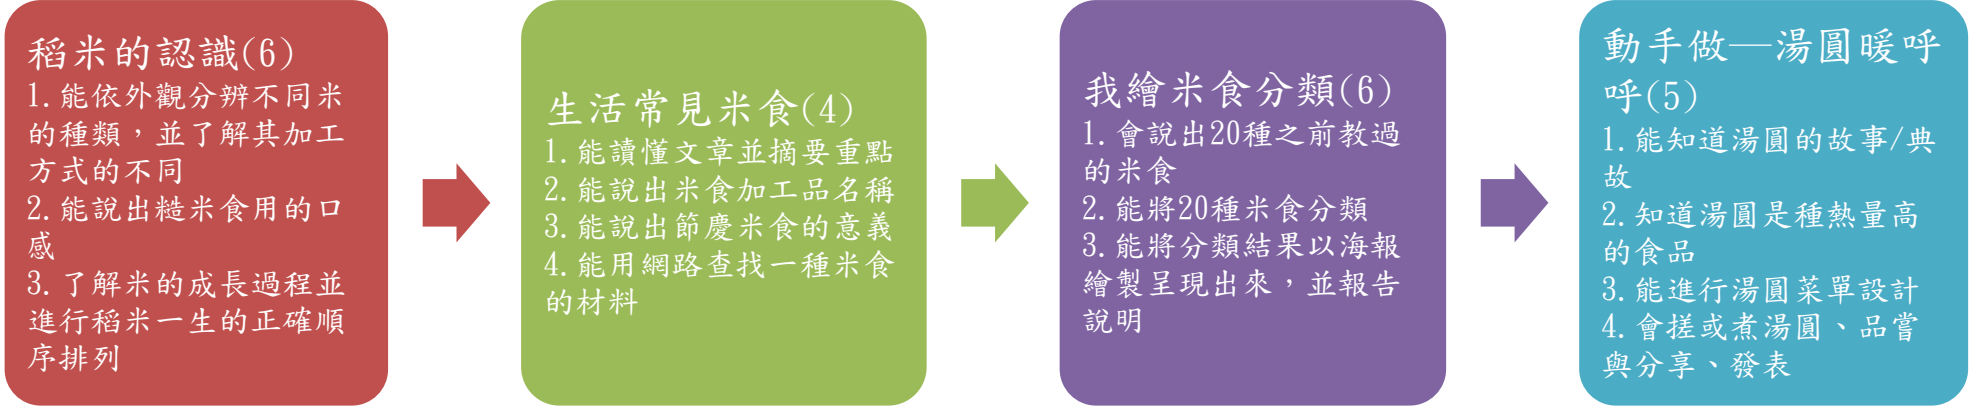 稻米的認識(6)
1.能依外觀分辨不同米
的種類，並了解其加工
方式的不同
2.能說出糙米食用的口
感
3.了解米的成長過程並
進行稻米一生的正確順
序排列
生活常見米食(4)
1.能讀懂文章並摘要重點
2.能說出米食加工品名稱
3.能說出節慶米食的意義
4.能用網路查找一種米食
的材料
我繪米食分類(6)
1.會說出20種之前教過
的米食
2.能將20種米食分類
3.能將分類結果以海報
繪製呈現出來，並報告
說明
動手做—湯圓暖呼
呼(5)
1.能知道湯圓的故事/典
故
2.知道湯圓是種熱量高
的食品
3.能進行湯圓菜單設計
4.會搓或煮湯圓、品嘗
與分享、發表